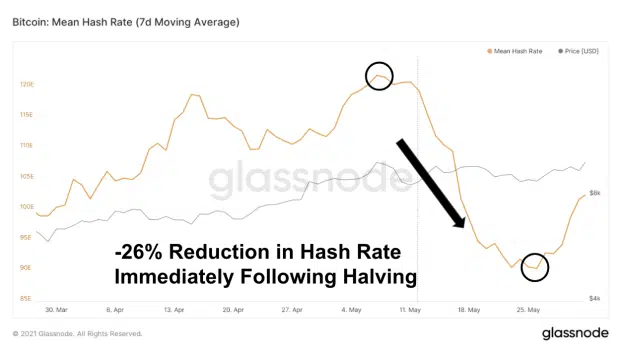 Bitcoin: Mean Hash Rate (7d Moving Average)
Mean Hash Rate Price [USD]
120E
115E
110E
105E
100E
95E
90E
85E
$8k
$4k
glassnode
-26% Reduction in Hash Rate
Immediately Following Halving
30. Mar 6. Apr 13. Apr 20. Apr 27. Apr 4. May 11. May 18. May 25. May
© 2021 Glassnode. All Rights Reserved.
glassnode